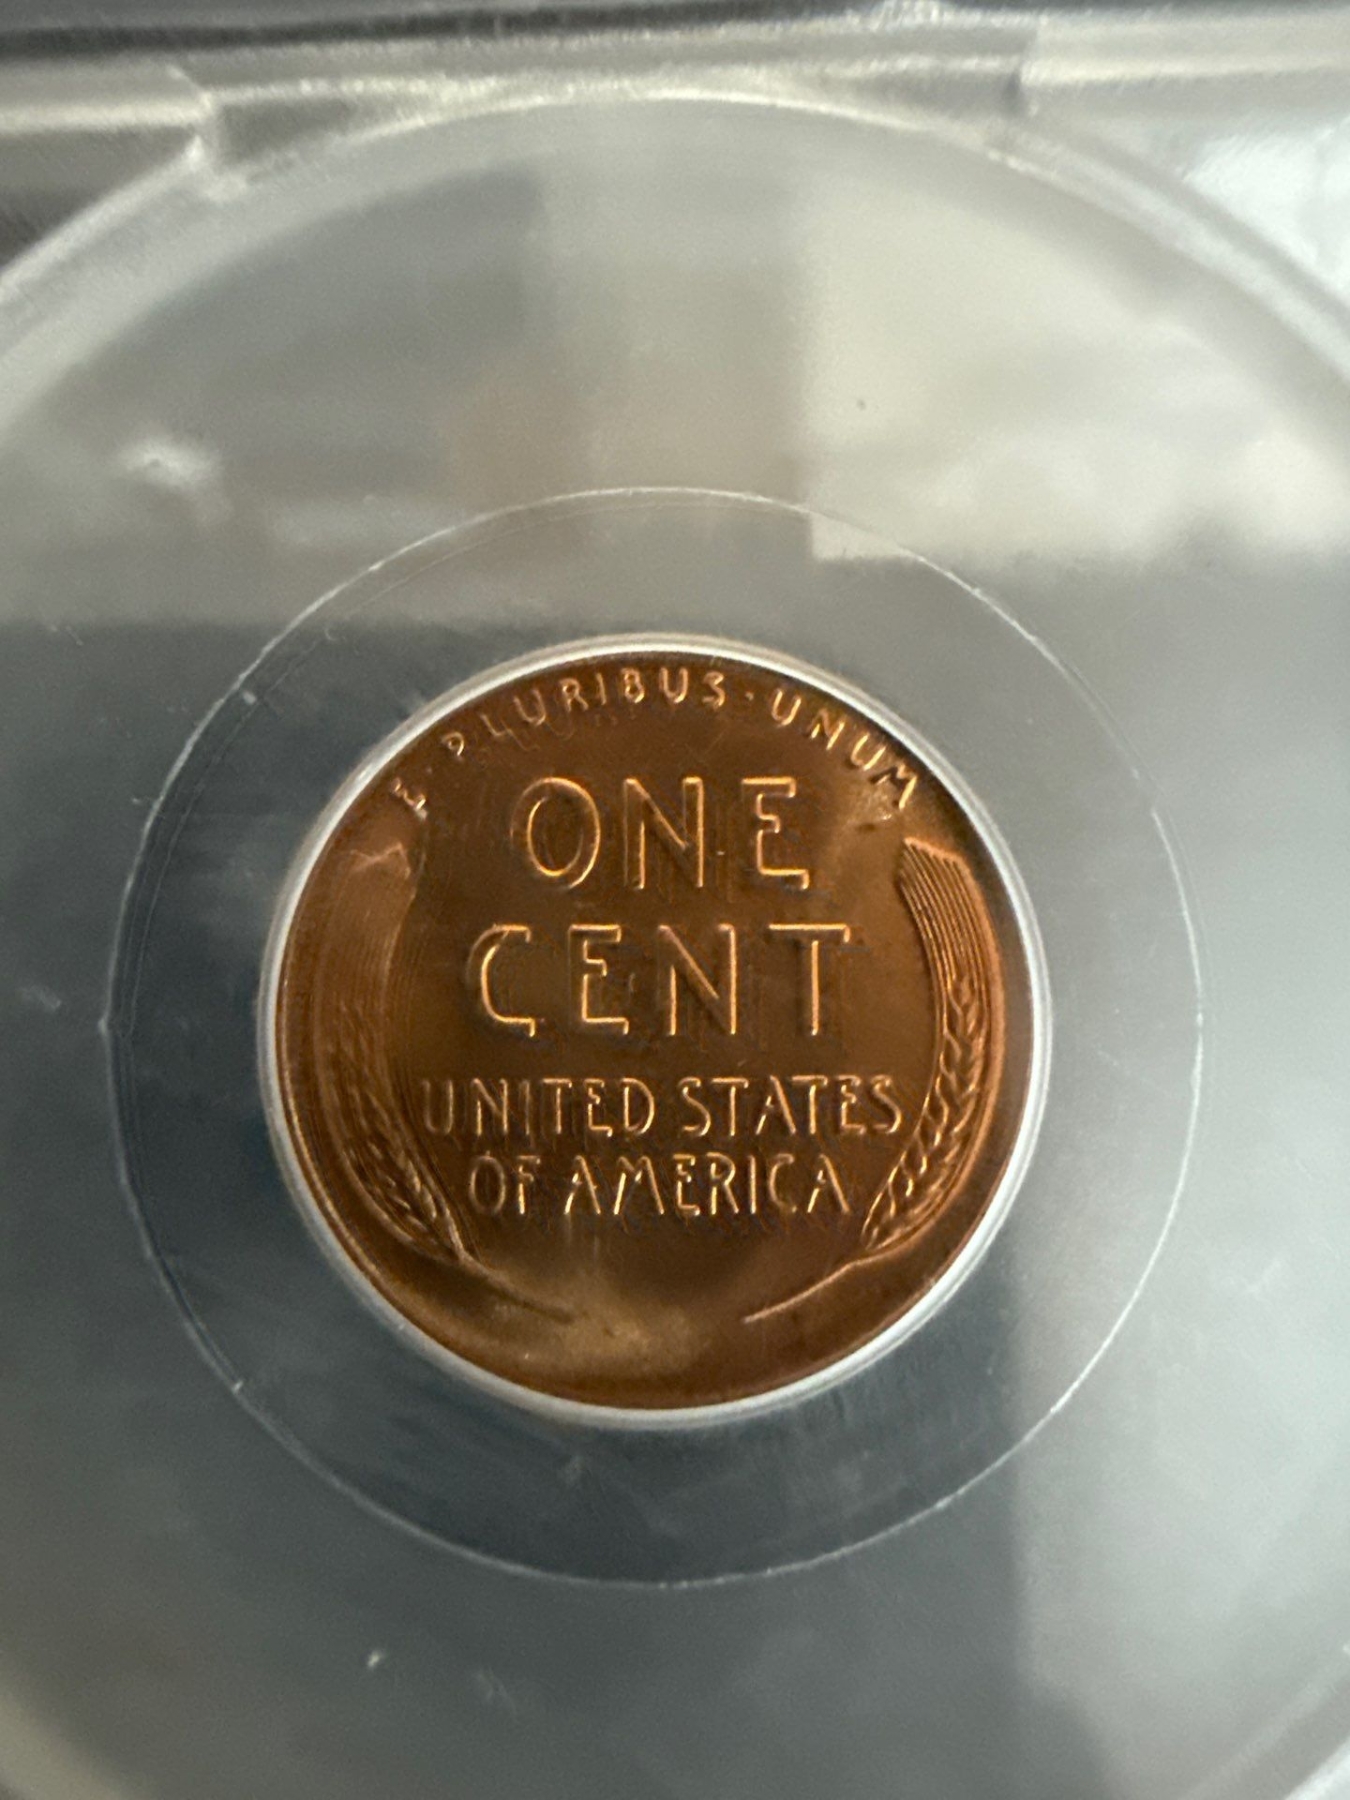 E · PLURIBUS · UNUM
ONE
CENT
UNITED STATES
OF AMERICA